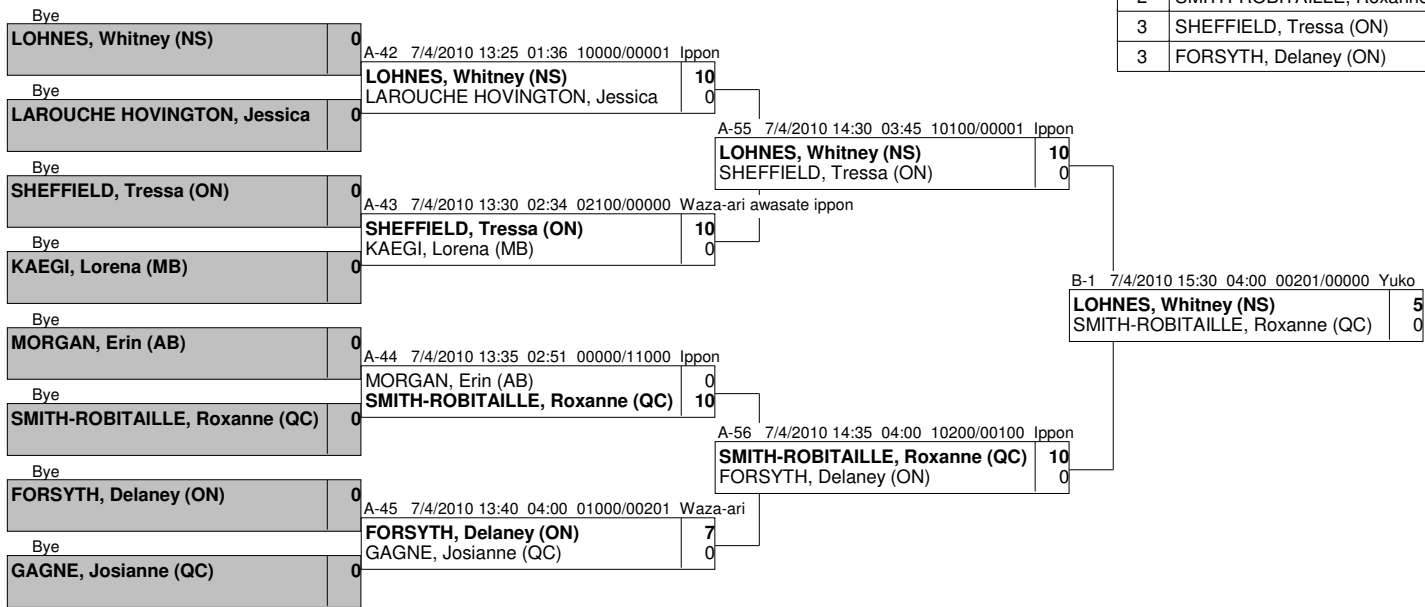 2 SMITH-ROBITAILLE, Roxanne
3 SHEFFIELD, Tressa (ON)
3 FORSYTH, Delaney (ON)
Bye
LOHNES, Whitney (NS) 0
Bye
LAROUCHE HOVINGTON, Jessica 0
Bye
SHEFFIELD, Tressa (ON) 0
Bye
KAEGI, Lorena (MB) 0
Bye
MORGAN, Erin (AB) 0
Bye
SMITH-ROBITAILLE, Roxanne (QC) 0
Bye
FORSYTH, Delaney (ON) 0
Bye
GAGNE, Josianne (QC) 0
A-42 7/4/2010 13:25 01:36 10000/00001 Ippon
LOHNES, Whitney (NS) 10
LAROUCHE HOVINGTON, Jessica 0
A-43 7/4/2010 13:30 02:34 02100/00000 Waza-ari awasate ippon
SHEFFIELD, Tressa (ON) 10
KAEGI, Lorena (MB) 0
A-44 7/4/2010 13:35 02:51 00000/11000 Ippon
MORGAN, Erin (AB) 0
SMITH-ROBITAILLE, Roxanne (QC) 10
A-45 7/4/2010 13:40 04:00 01000/00201 Waza-ari
FORSYTH, Delaney (ON) 7
GAGNE, Josianne (QC) 0
A-55 7/4/2010 14:30 03:45 10100/00001 Ippon
LOHNES, Whitney (NS) 10
SHEFFIELD, Tressa (ON) 0
A-56 7/4/2010 14:35 04:00 10200/00100 Ippon
SMITH-ROBITAILLE, Roxanne (QC) 10
FORSYTH, Delaney (ON) 0
B-1 7/4/2010 15:30 04:00 00201/00000 Yuko
LOHNES, Whitney (NS) 5
SMITH-ROBITAILLE, Roxanne (QC) 0